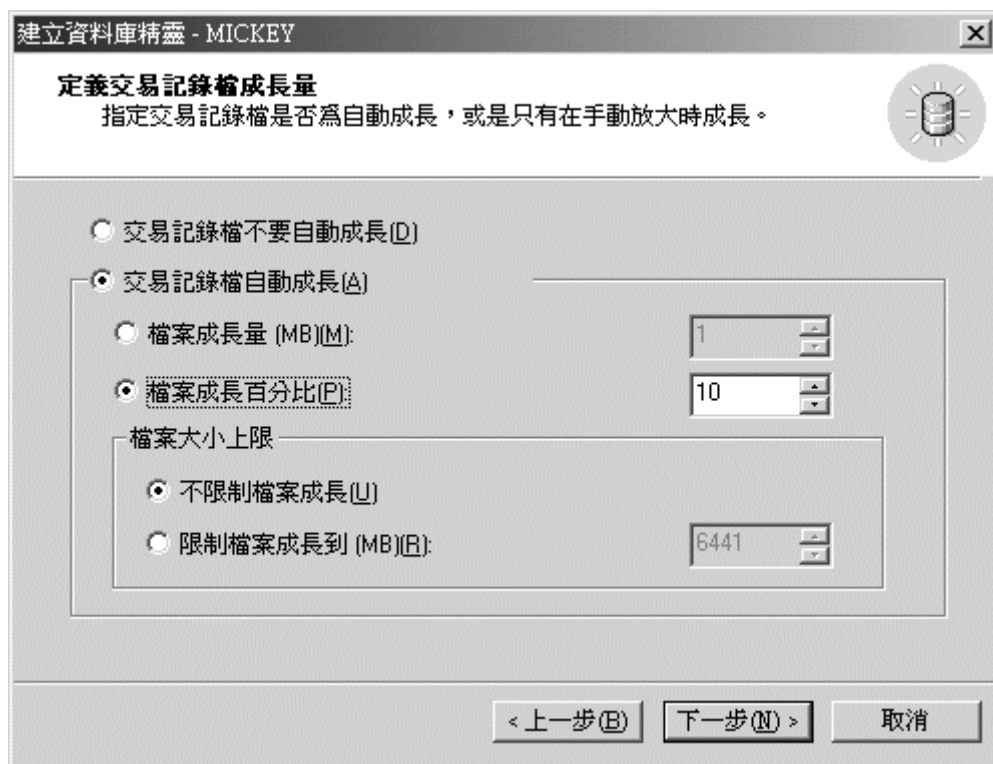 建立資料庫精靈 - MICKEY
定義交易記錄檔成長量
指定交易記錄檔是否為自動成長，或是只有在手動放大時成長。
交易記錄檔不要自動成長(D)
交易記錄檔自動成長(A)
檔案成長量 (MB)(M):
1
檔案成長百分比(P):
10
檔案大小上限
不限制檔案成長(U)
限制檔案成長到 (MB)(R):
6441
< 上一步(B)
下一步(N) >
取消